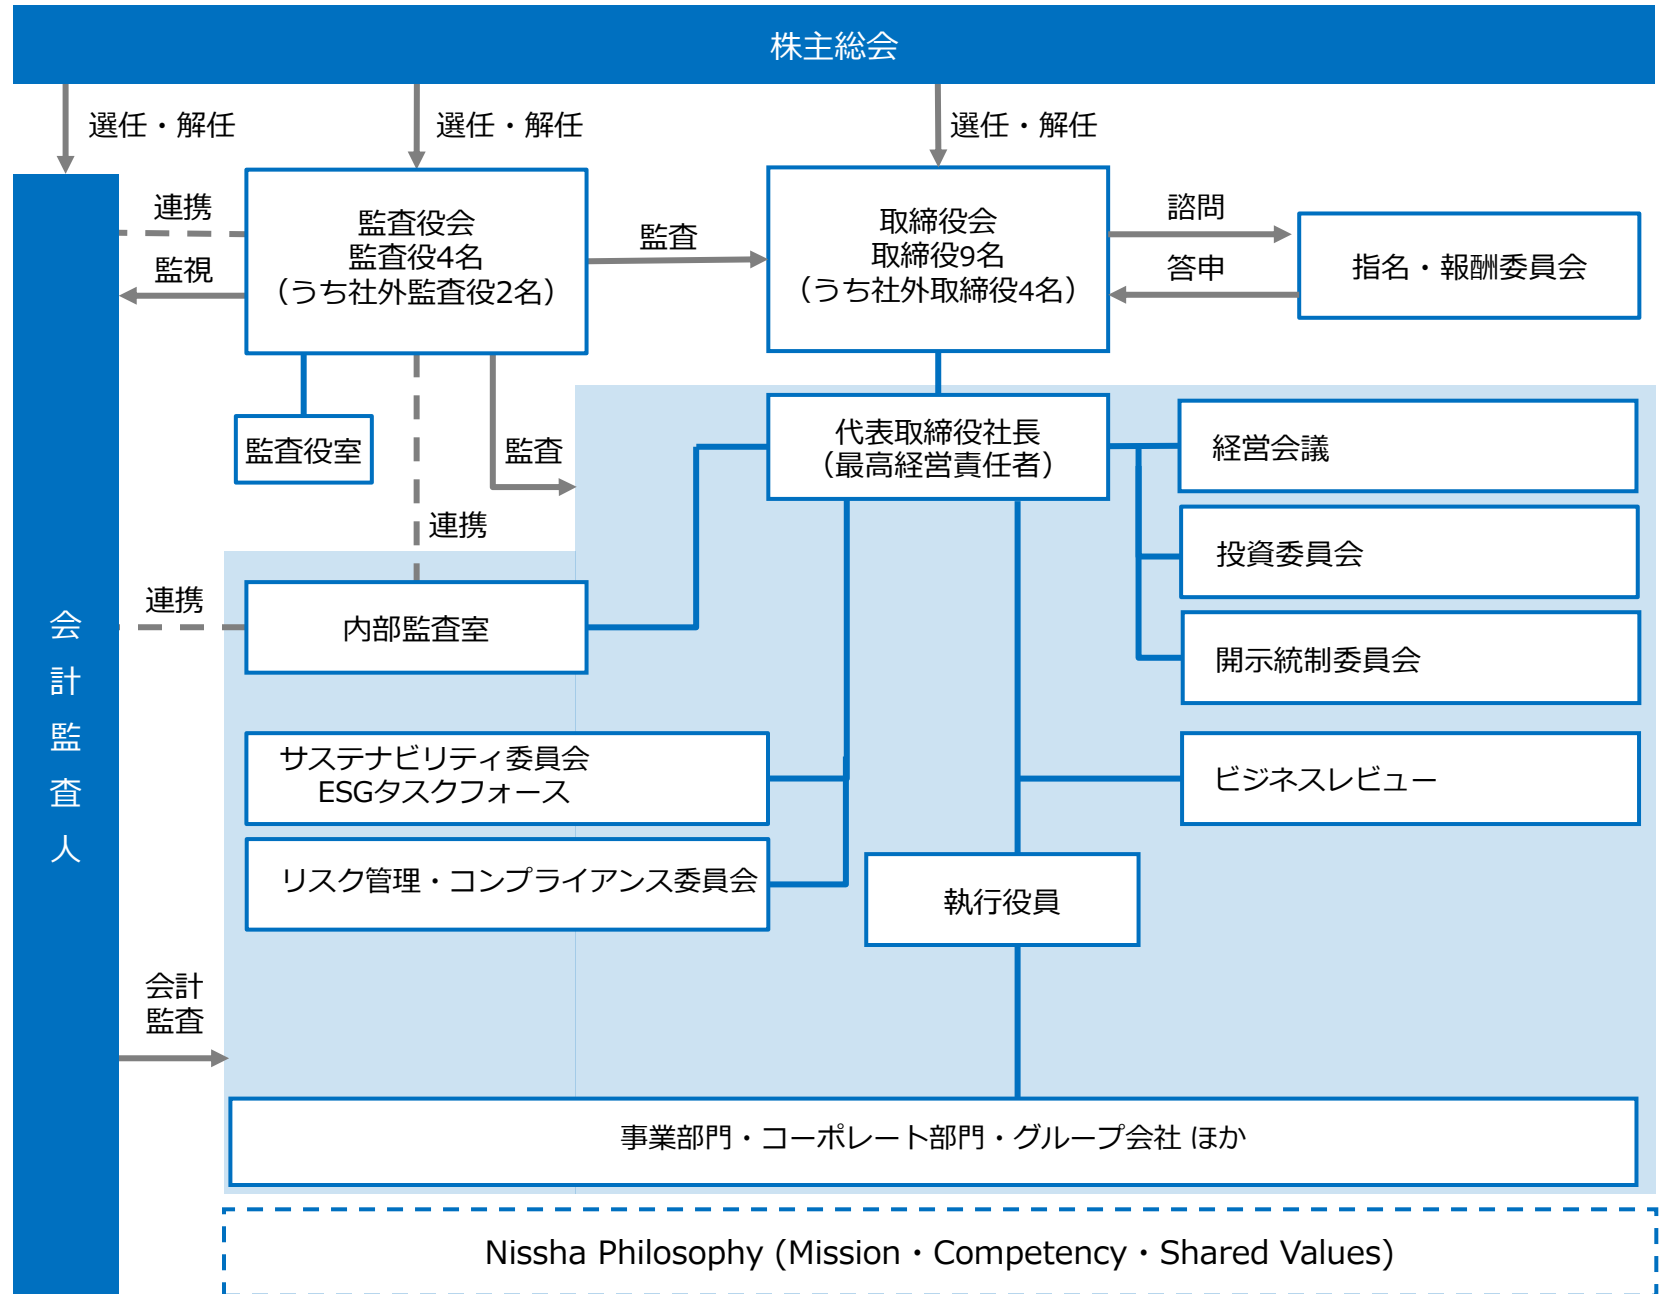 株主総会
選任・解任
選任・解任
選任・解任
連携
監視
監査役会
監査役4名
（うち社外監査役2名）
監査
取締役会
取締役9名
（うち社外取締役4名）
諮問
答申
指名・報酬委員会
監査役室
監査
連携
代表取締役社長
（最高経営責任者）
経営会議
投資委員会
開示統制委員会
連携
内部監査室
会計監査人
サステナビリティ委員会
ESGタスクフォース
ビジネスレビュー
リスク管理・コンプライアンス委員会
執行役員
会計
監査
事業部門・コーポレート部門・グループ会社 ほか
Nissha Philosophy (Mission・Competency・Shared Values)